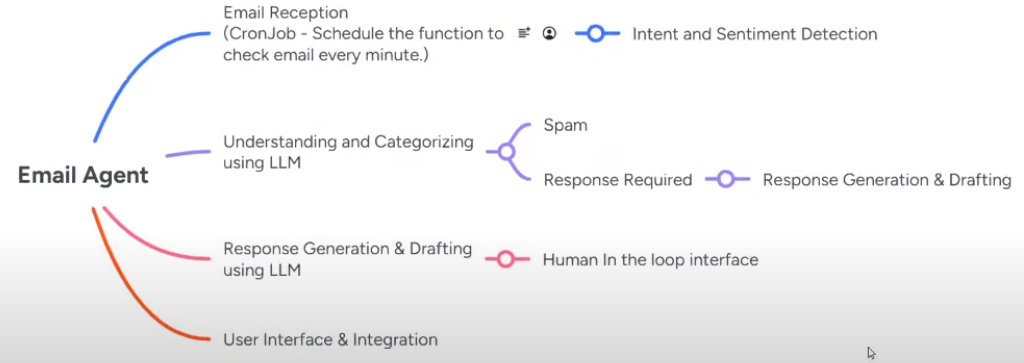 Email Reception
(CronJob - Schedule the function to
check email every minute.)
Intent and Sentiment Detection
Understanding and Categorizing
using LLM
Spam
Response Required
Response Generation & Drafting
Email Agent
Response Generation & Drafting
using LLM
Human In the loop interface
User Interface & Integration